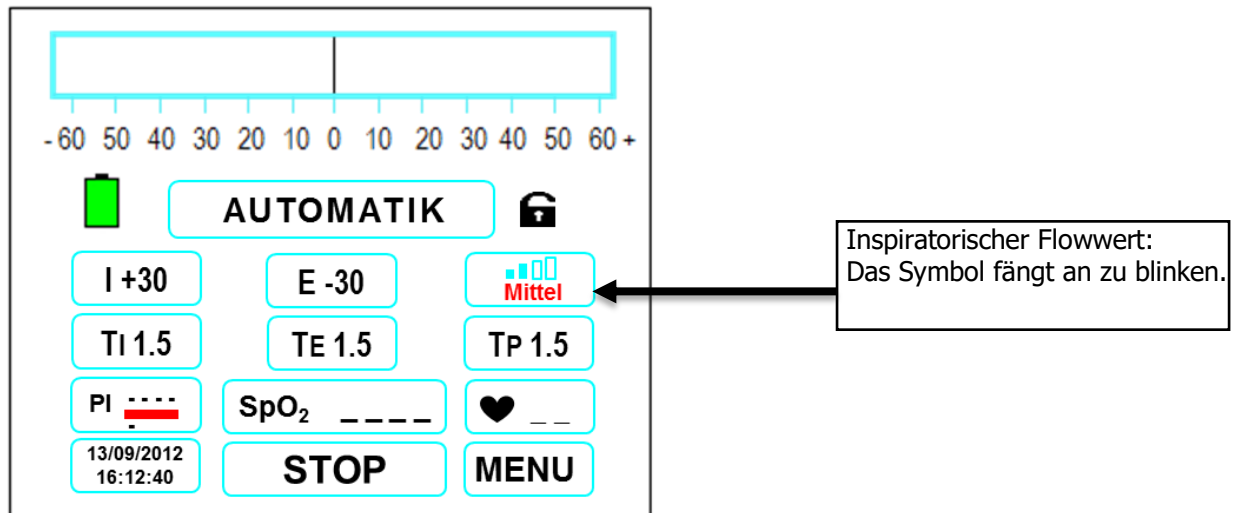 - 60 50 40 30 20 10 0 10 20 30 40 50 60 +
AUTOMATIK
I +30 E -30 Mittel
TI 1.5 TE 1.5 TP 1.5
PI ---- - SpO₂ _ _ _ _ _ _
13/09/2012
16:12:40
STOP MENU
Inspiratorischer Flowwert:
Das Symbol fängt an zu blinken.